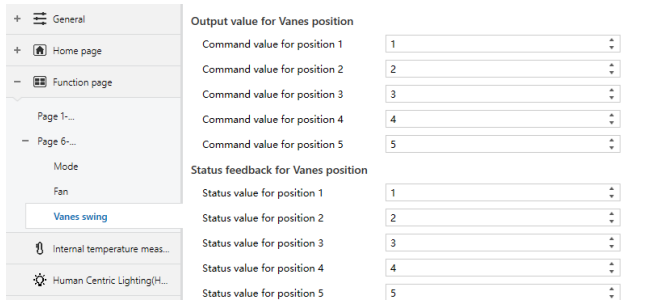 + General
+ Home page
− Function page
Page 1-...
− Page 6-...
Mode
Fan
Vanes swing
Internal temperature meas...
Human Centric Lighting(H...
Output value for Vanes position
Command value for position 1 1
Command value for position 2 2
Command value for position 3 3
Command value for position 4 4
Command value for position 5 5
Status feedback for Vanes position
Status value for position 1 1
Status value for position 2 2
Status value for position 3 3
Status value for position 4 4
Status value for position 5 5